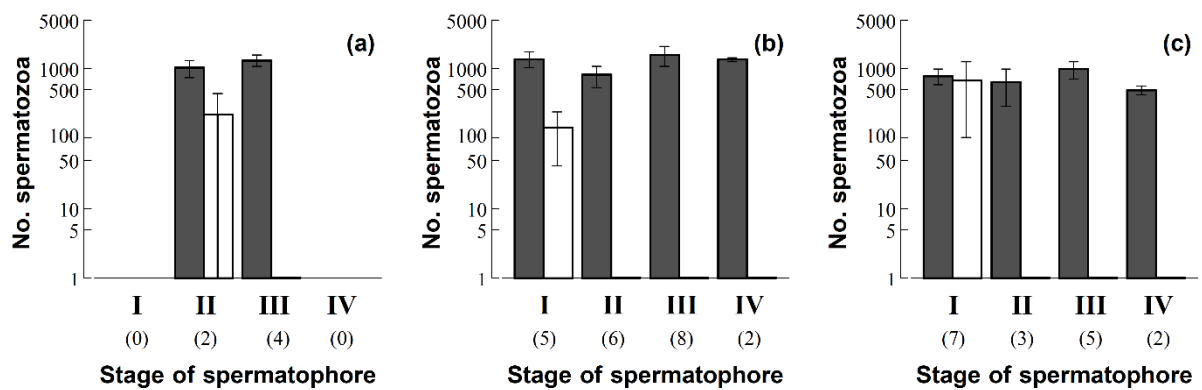 (a)
No. spermatozoa
5000
1000
500
100
50
10
5
1
I II III IV
(0) (2) (4) (0)
Stage of spermatophore
(b)
No. spermatozoa
5000
1000
500
100
50
10
5
1
I II III IV
(5) (6) (8) (2)
Stage of spermatophore
(c)
No. spermatozoa
5000
1000
500
100
50
10
5
1
I II III IV
(7) (3) (5) (2)
Stage of spermatophore